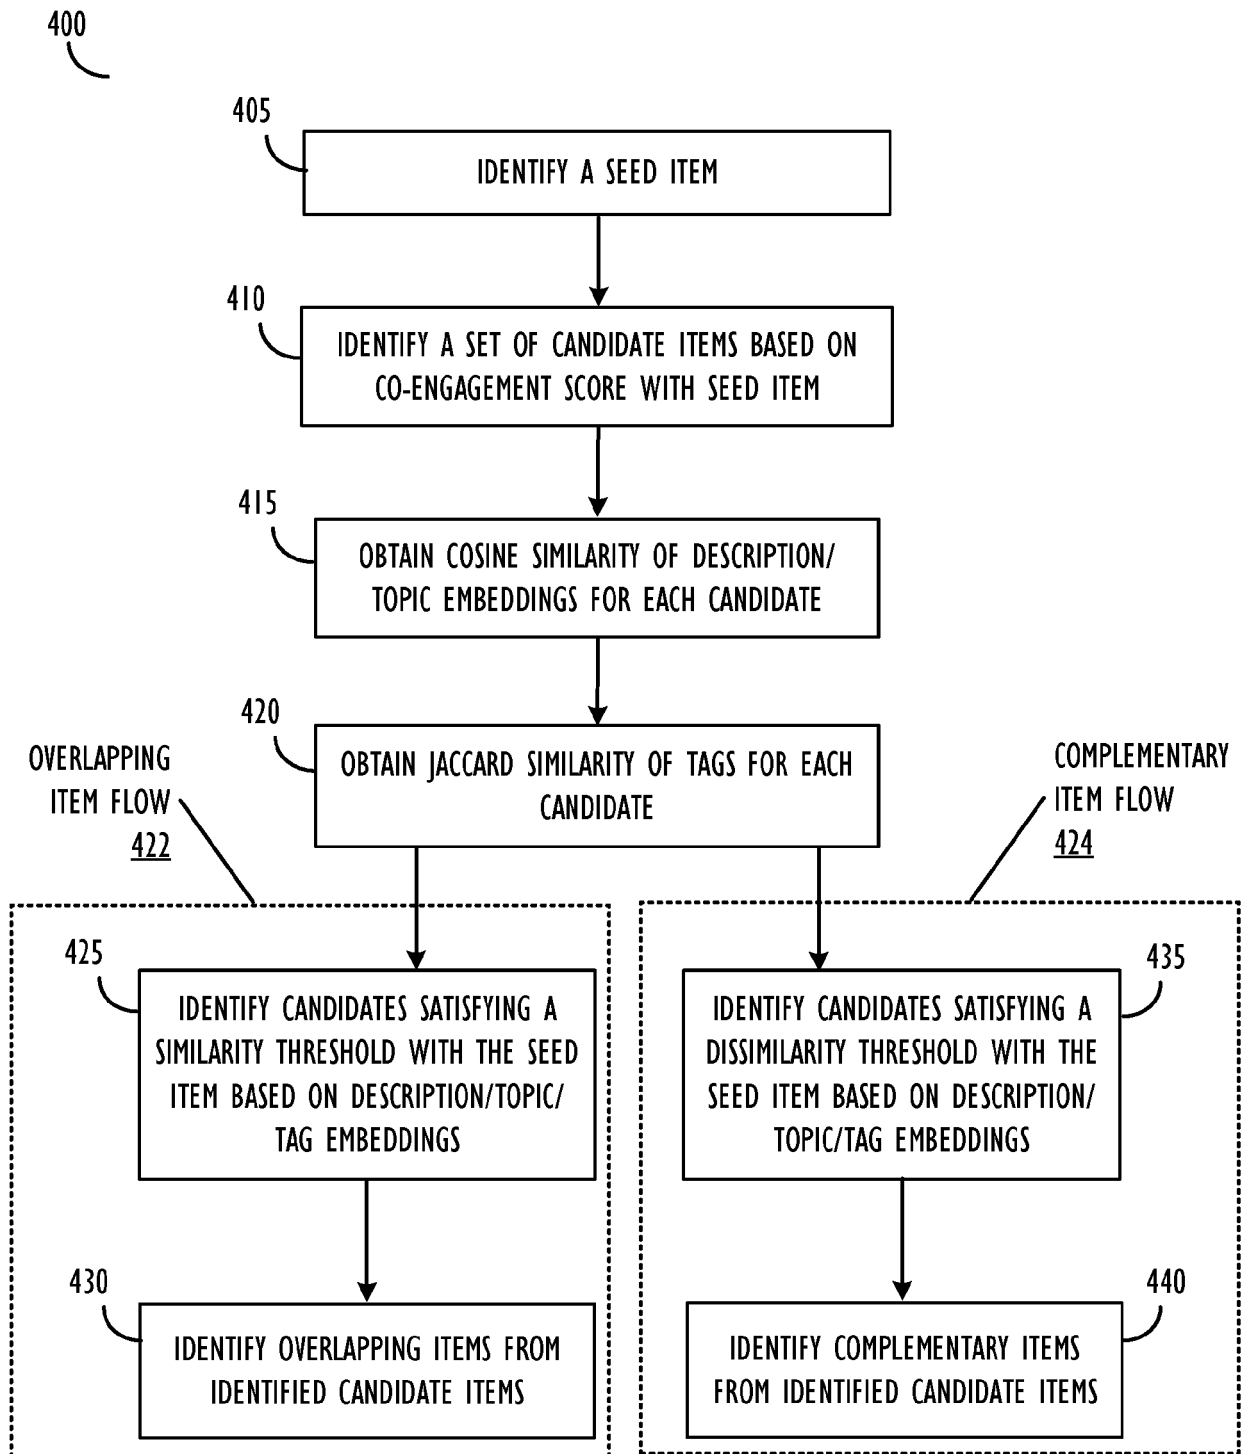 400
405
IDENTIFY A SEED ITEM
410
IDENTIFY A SET OF CANDIDATE ITEMS BASED ON
CO-ENGAGEMENT SCORE WITH SEED ITEM
415
OBTAIN COSINE SIMILARITY OF DESCRIPTION/
TOPIC EMBEDDINGS FOR EACH CANDIDATE
420
OBTAIN JACCARD SIMILARITY OF TAGS FOR EACH
CANDIDATE
OVERLAPPING
ITEM FLOW
422
COMPLEMENTARY
ITEM FLOW
424
425
IDENTIFY CANDIDATES SATISFYING A
SIMILARITY THRESHOLD WITH THE SEED
ITEM BASED ON DESCRIPTION/TOPIC/
TAG EMBEDDINGS
430
IDENTIFY OVERLAPPING ITEMS FROM
IDENTIFIED CANDIDATE ITEMS
435
IDENTIFY CANDIDATES SATISFYING A
DISSIMILARITY THRESHOLD WITH THE
SEED ITEM BASED ON DESCRIPTION/
TOPIC/TAG EMBEDDINGS
440
IDENTIFY COMPLEMENTARY ITEMS
FROM IDENTIFIED CANDIDATE ITEMS